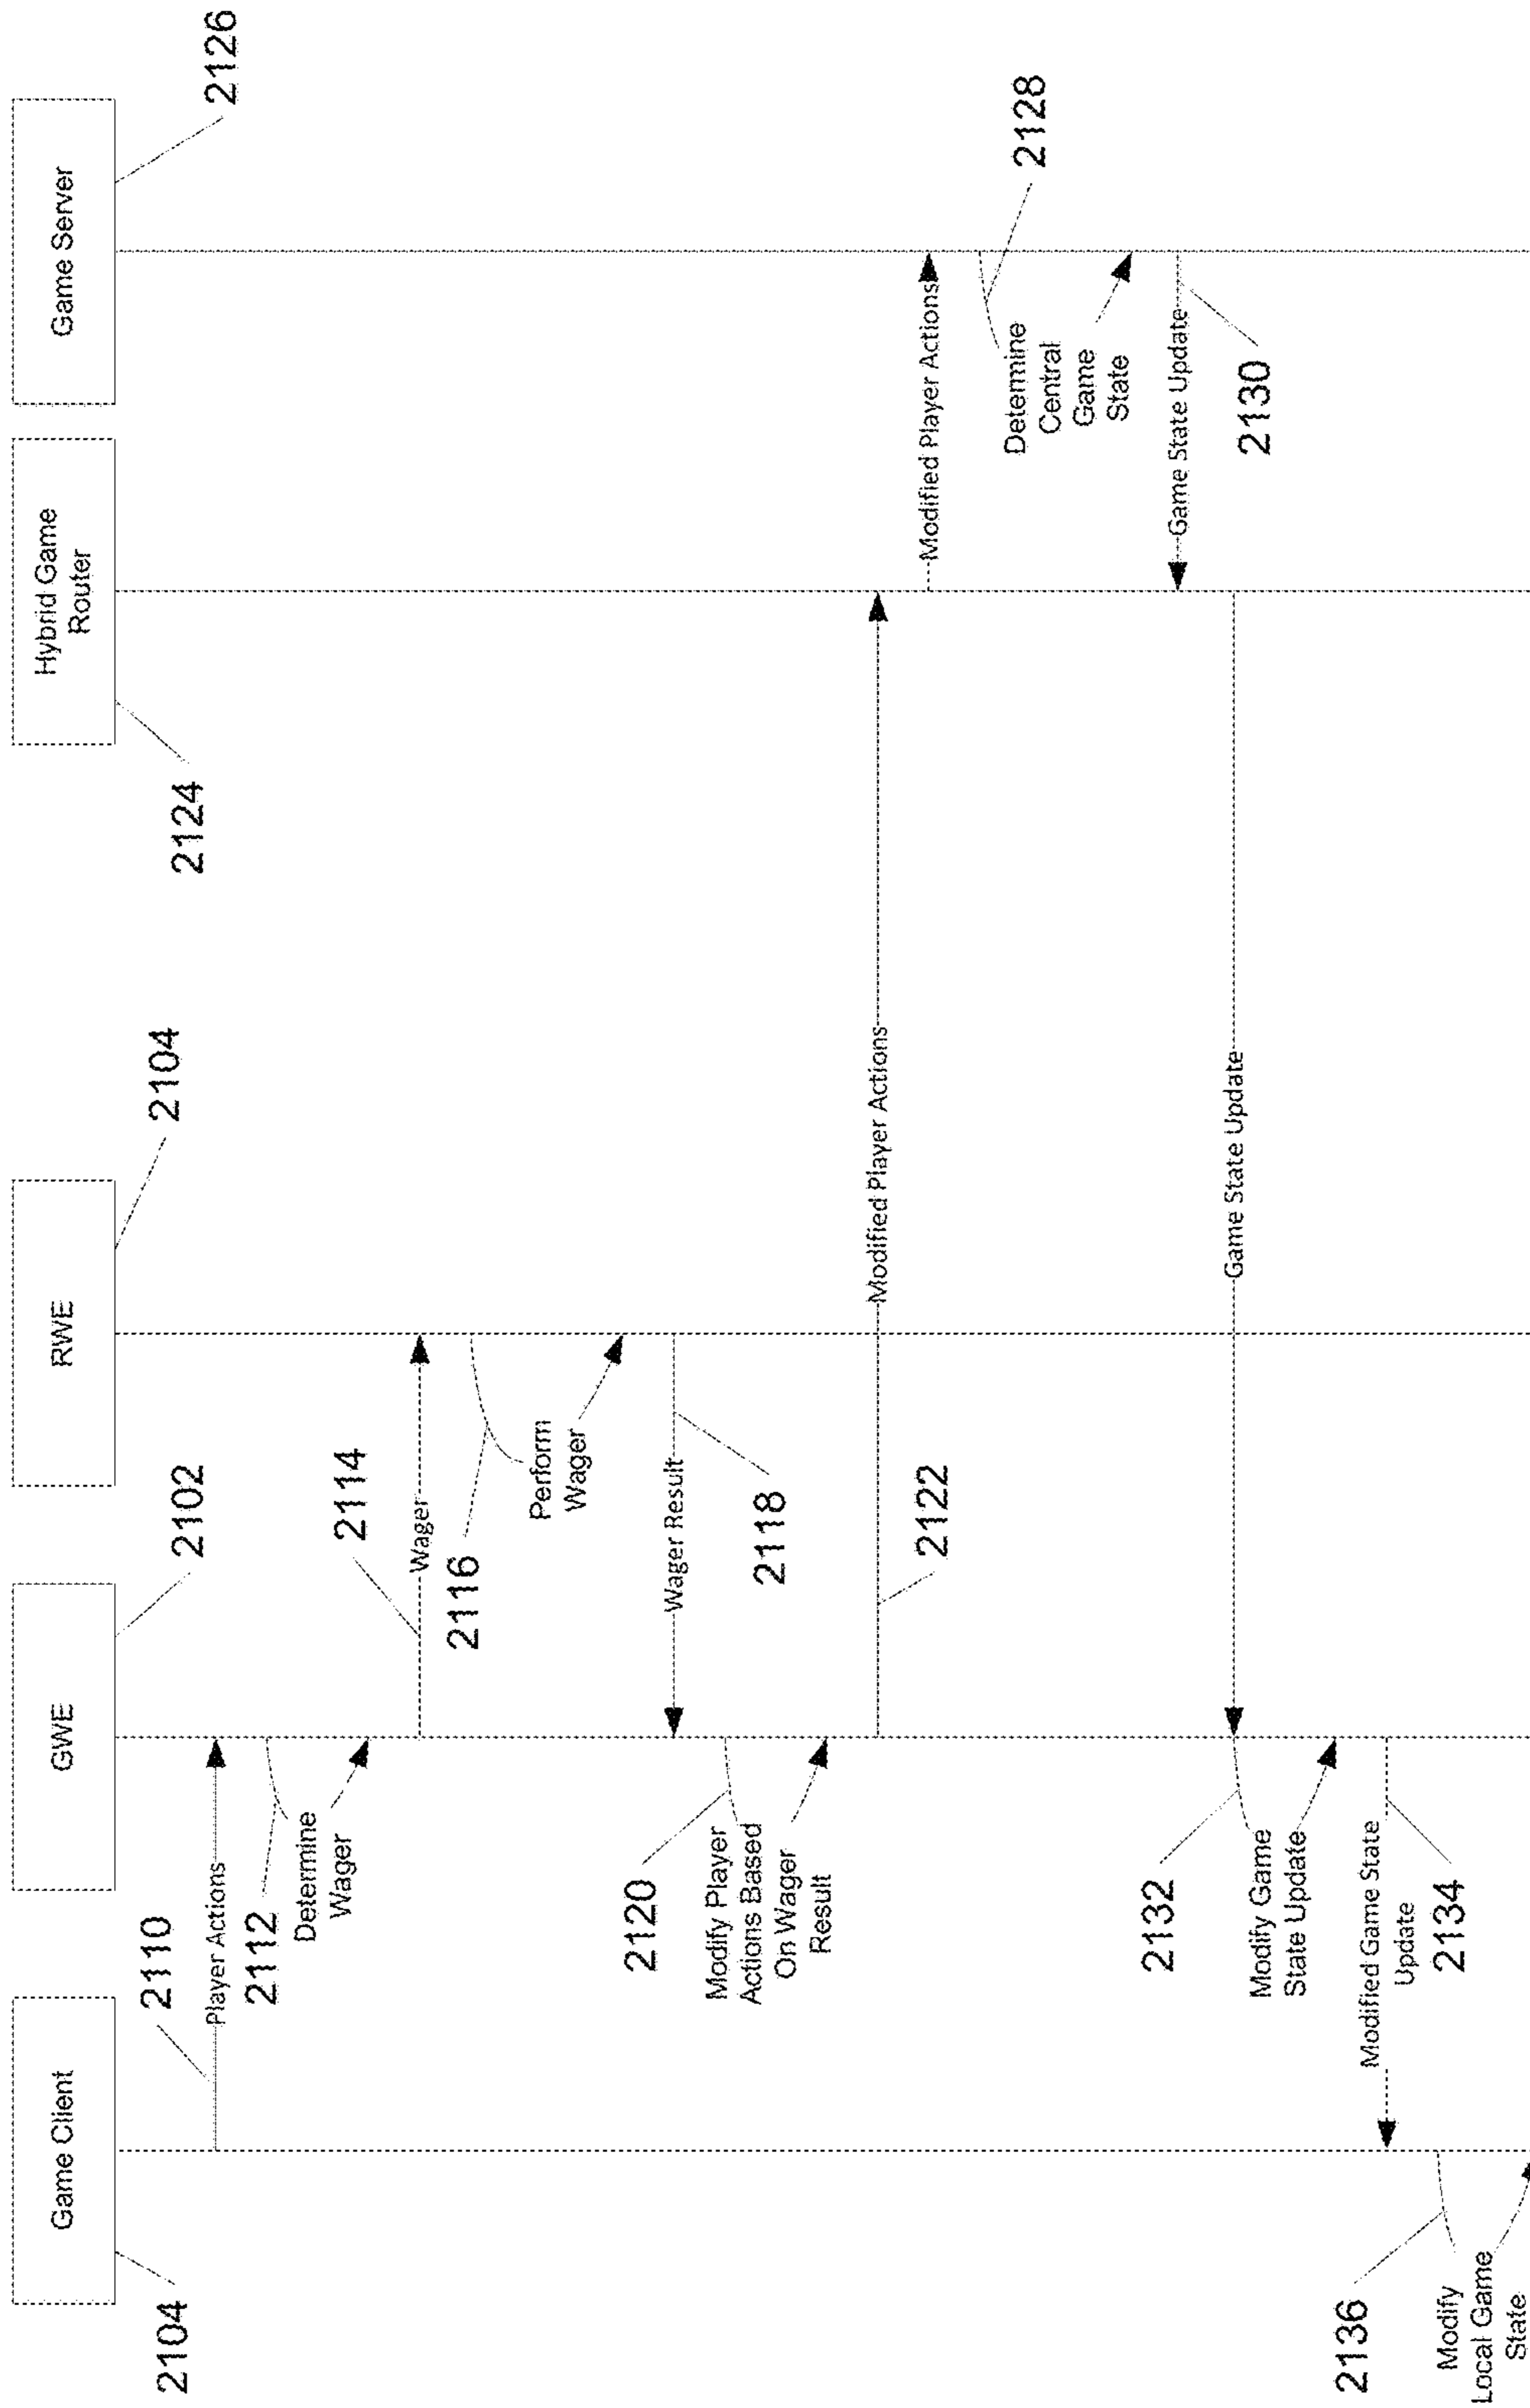 Game Client
2104
GWE
2102
RWE
2104
Hybrid Game
Router
2124
Game Server
2126
2110
Player Actions
2112
Determine
Wager
2114
Wager
2116
Perform
Wager
Wager Result
2118
2120
Modify Player
Actions Based
On Wager
Result
Modified Player Actions
2122
Modified Player Actions
2128
Determine
Central
Game
State
Game State Update
2130
Game State Update
2132
Modify Game
State Update
Modified Game State
Update
2134
2136
Modify
Local Game
State